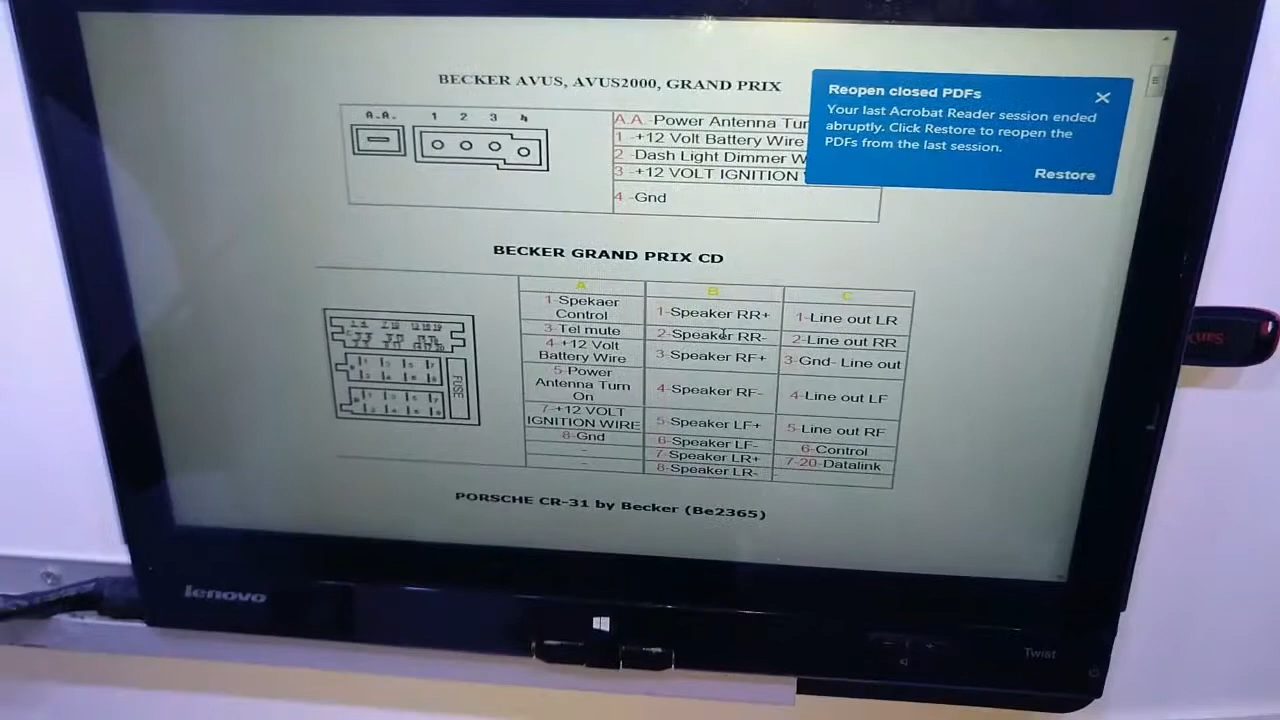 BECKER AVUS, AVUS2000, GRAND PRIX
A.A.
1 2 3 4
A.A.-Power Antenna Tur
1 -+12 Volt Battery Wire
2 -Dash Light Dimmer W
3 -+12 VOLT IGNITION
4 -Gnd
Reopen closed PDFs
Your last Acrobat Reader session ended
abruptly. Click Restore to reopen the
PDFs from the last session.
Restore
BECKER GRAND PRIX CD
A
1-Spekaer
Control
3-Tel mute
4-+12 Volt
Battery Wire
5-Power
Antenna Turn
On
7-+12 VOLT
IGNITION WIRE
8-Gnd
-
-
B
1-Speaker RR+
2-Speaker RR-
3-Speaker RF+
4-Speaker RF-
5-Speaker LF+
6-Speaker LF-
7-Speaker LR+
8-Speaker LR-
C
1-Line out LR
2-Line out RR
3-Gnd- Line out
4-Line out LF
5-Line out RF
6-Control
7-20-Datalink
-
FUSE
PORSCHE CR-31 by Becker (Be2365)
lenovo
Twist